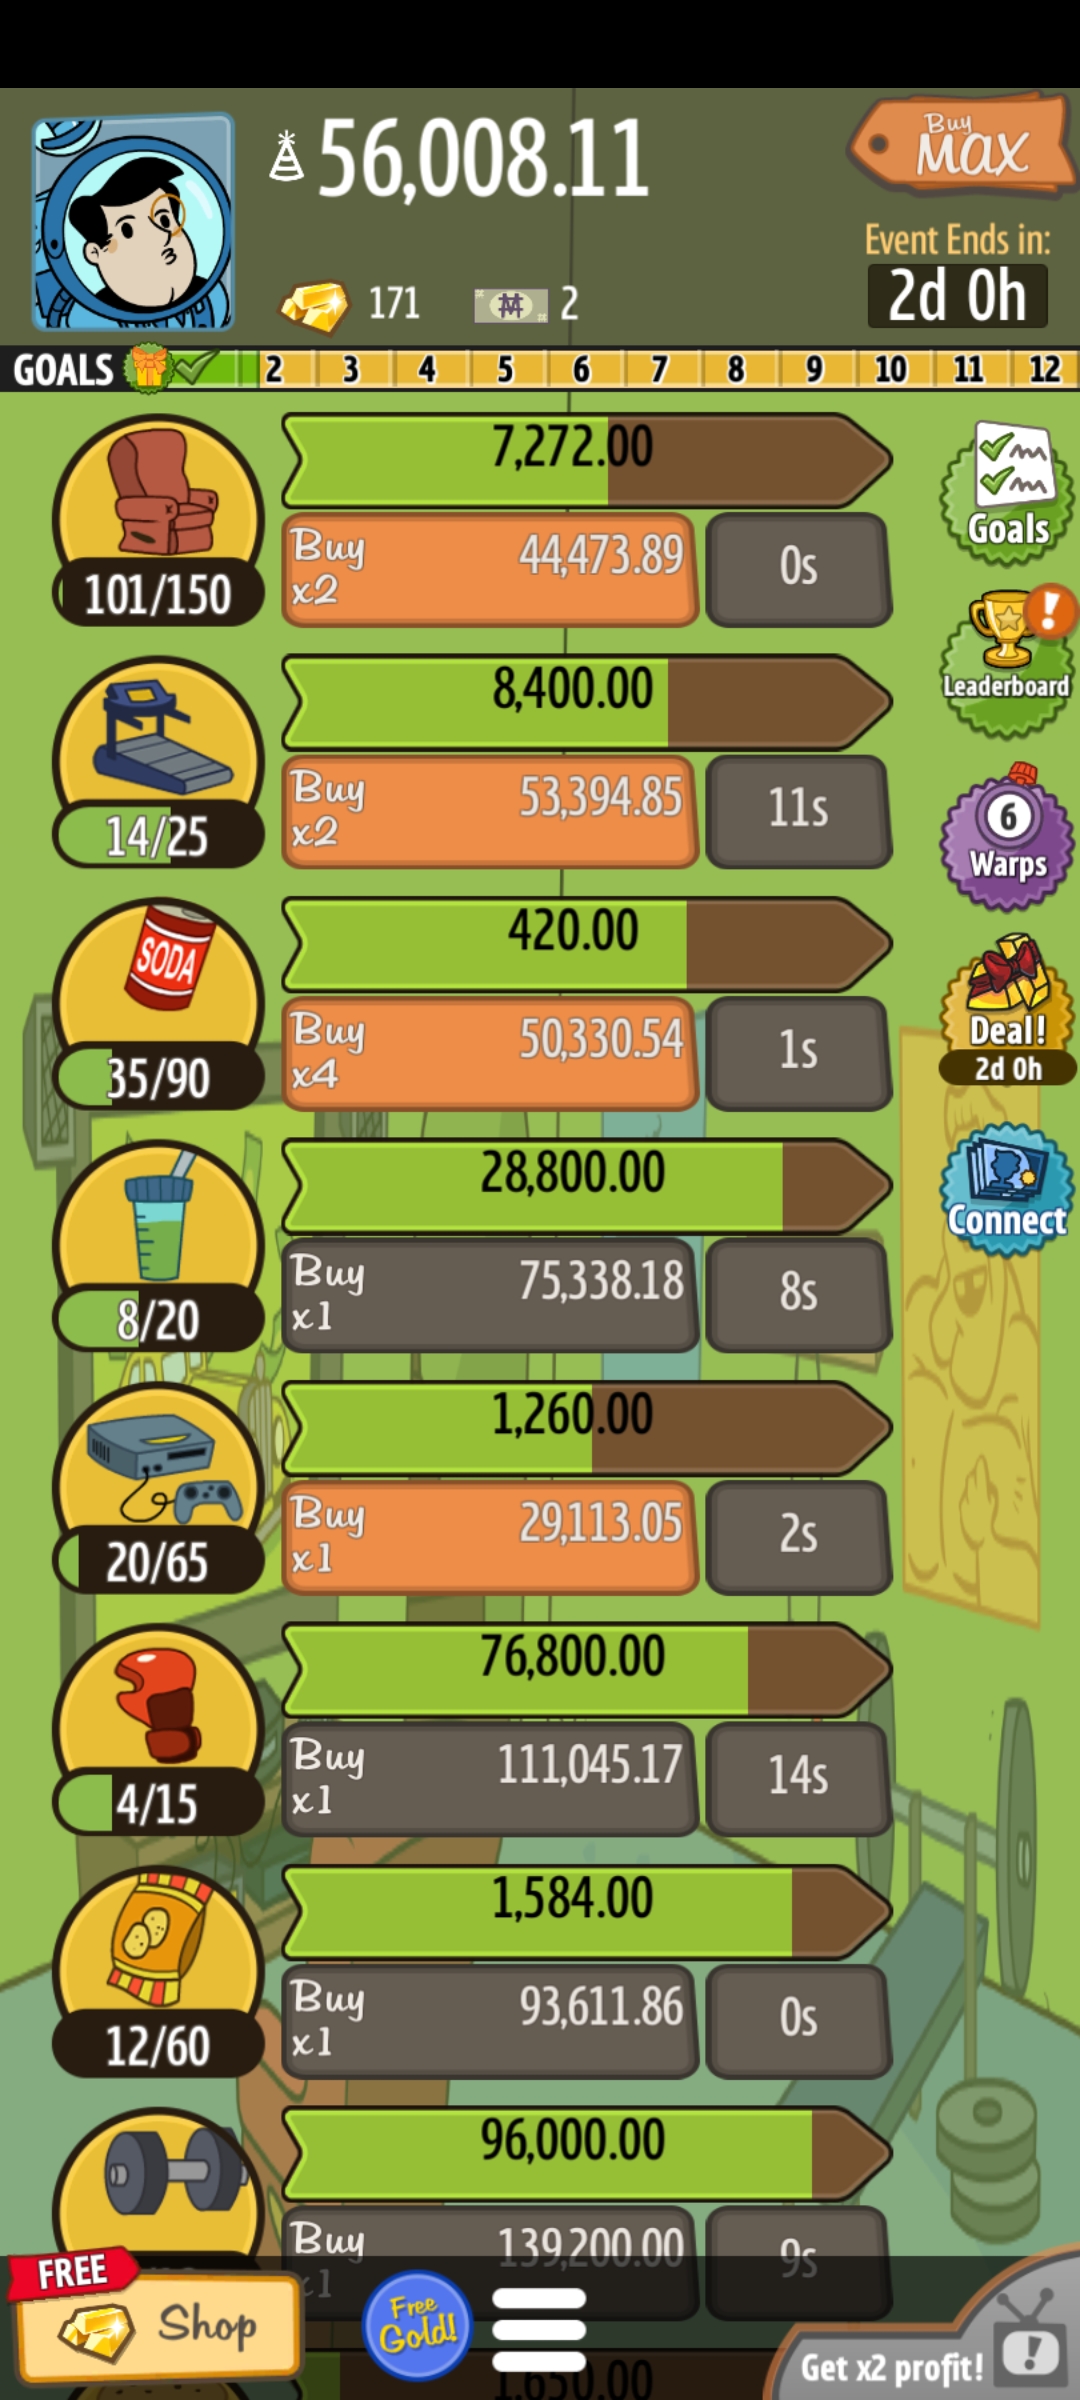 56,008.11
Buy
MAX
Event Ends in:
2d 0h
171
2
GOALS 2 3 4 5 6 7 8 9 10 11 12
7,272.00
Buy
x2
44,473.89
0s
101/150
Goals
8,400.00
Buy
x2
53,394.85
11s
14/25
!
Leaderboard
420.00
SODA
Buy
x4
50,330.54
1s
35/90
6
Warps
Deal!
2d 0h
28,800.00
Buy
x1
75,338.18
8s
8/20
Connect
1,260.00
Buy
x1
29,113.05
2s
20/65
76,800.00
Buy
x1
111,045.17
14s
4/15
1,584.00
Buy
x1
93,611.86
0s
12/60
96,000.00
Buy
x1
139,200.00
9s
FREE
Shop
Free
Gold!
1,650.00
Get x2 profit!
!